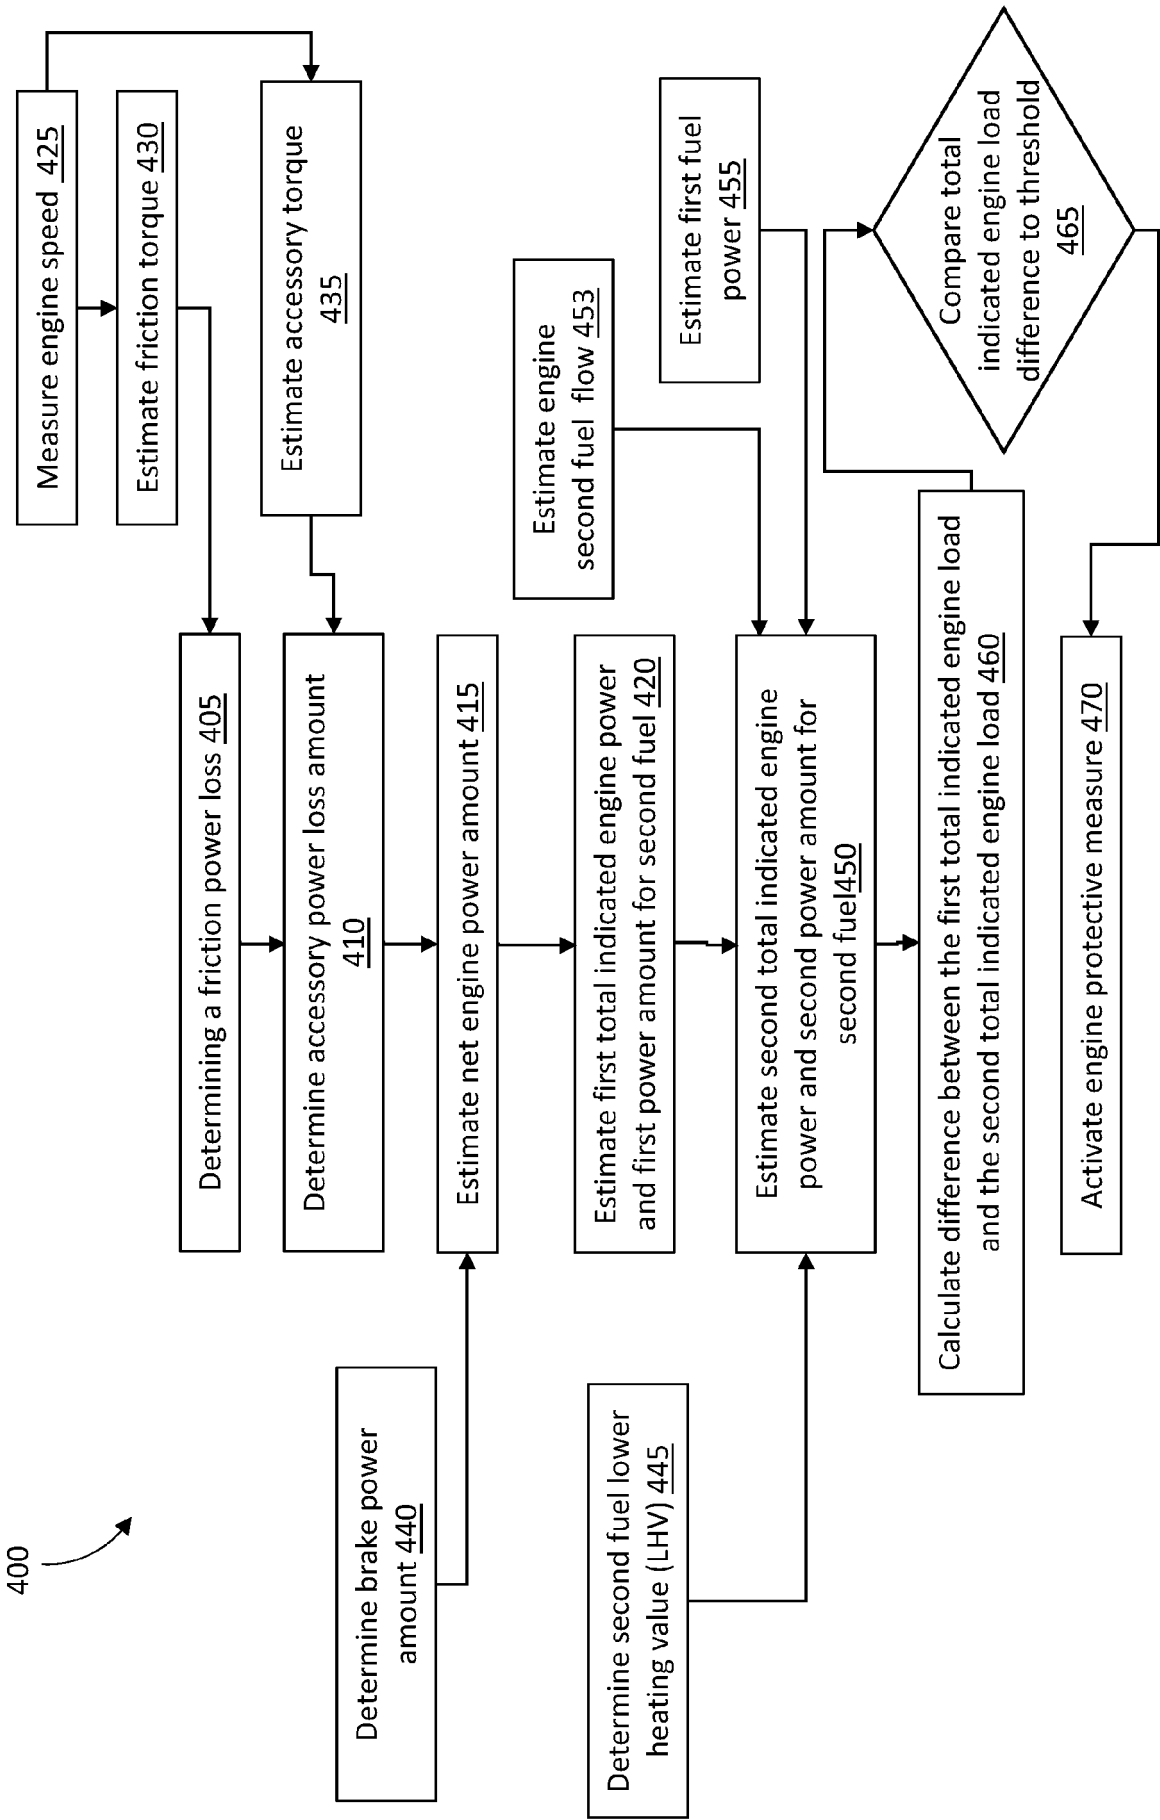 400
Measure engine speed 425
Estimate friction torque 430
Estimate accessory torque
435
Determining a friction power loss 405
Determine accessory power loss amount
410
Determine brake power
amount 440
Estimate net engine power amount 415
Estimate first total indicated engine power
and first power amount for second fuel 420
Estimate engine
second fuel flow 453
Estimate first fuel
power 455
Determine second fuel lower
heating value (LHV) 445
Estimate second total indicated engine
power and second power amount for
second fuel450
Calculate difference between the first total indicated engine load
and the second total indicated engine load 460
Compare total
indicated engine load
difference to threshold
465
Activate engine protective measure 470